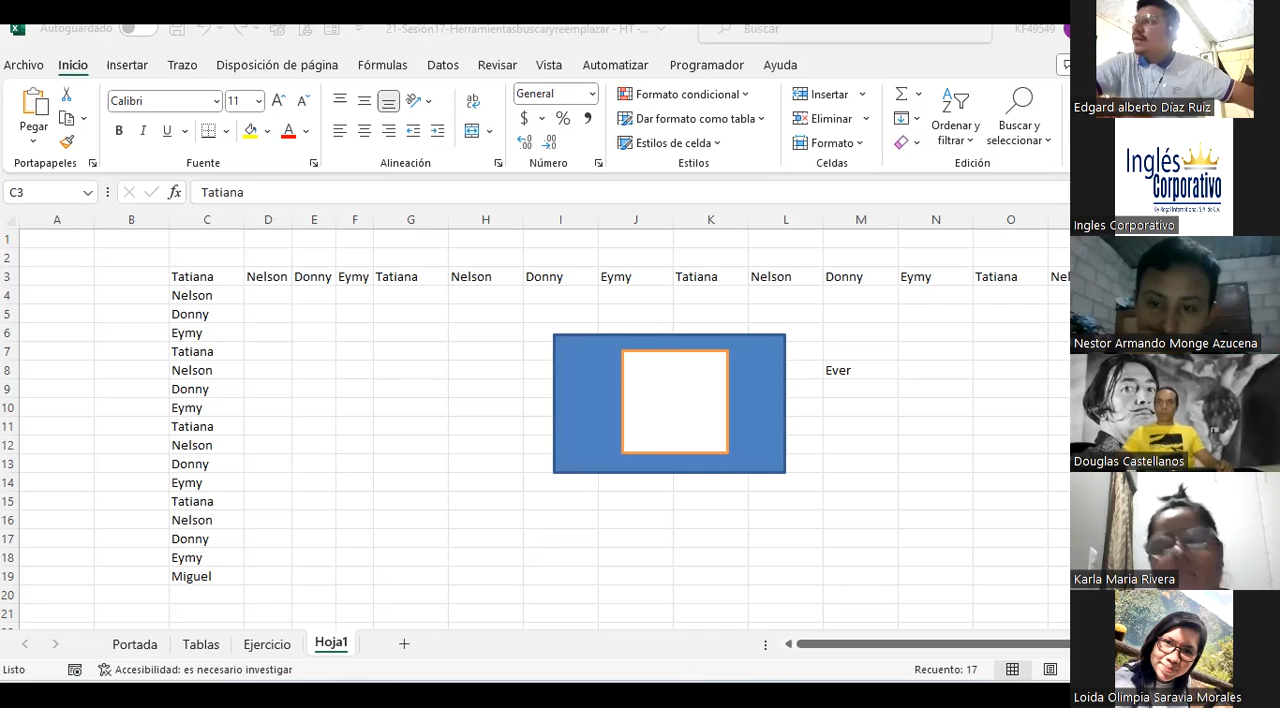 Autoguardado
21-Sesión17-Herramientasbuscaryreemplazar - HT -...
Buscar
KF49549
Archivo Inicio Insertar Trazo Disposición de página Fórmulas Datos Revisar Vista Automatizar Programador Ayuda
Pegar
Calibri 11
General
Formato condicional
Dar formato como tabla
Estilos de celda
Insertar
Eliminar
Formato
Ordenar y filtrar
Buscar y seleccionar
Portapapeles Fuente Alineación Número Estilos Celdas Edición
C3 fx Tatiana
A B C D E F G H I J K L M N O
1
2
3 Tatiana Nelson Donny Eymy Tatiana Nelson Donny Eymy Tatiana Nelson Donny Eymy Tatiana
4 Nelson
5 Donny
6 Eymy
7 Tatiana
8 Nelson Ever
9 Donny
10 Eymy
11 Tatiana
12 Nelson
13 Donny
14 Eymy
15 Tatiana
16 Nelson
17 Donny
18 Eymy
19 Miguel
20
21
Portada Tablas Ejercicio Hoja1
Listo Accesibilidad: es necesario investigar Recuento: 17
Edgard alberto Díaz Ruiz
Inglés
Corporativo
By Regal International, S.A. de C.V.
Ingles Corporativo
Nestor Armando Monge Azucena
Douglas Castellanos
Karla Maria Rivera
Loida Olimpia Saravia Morales